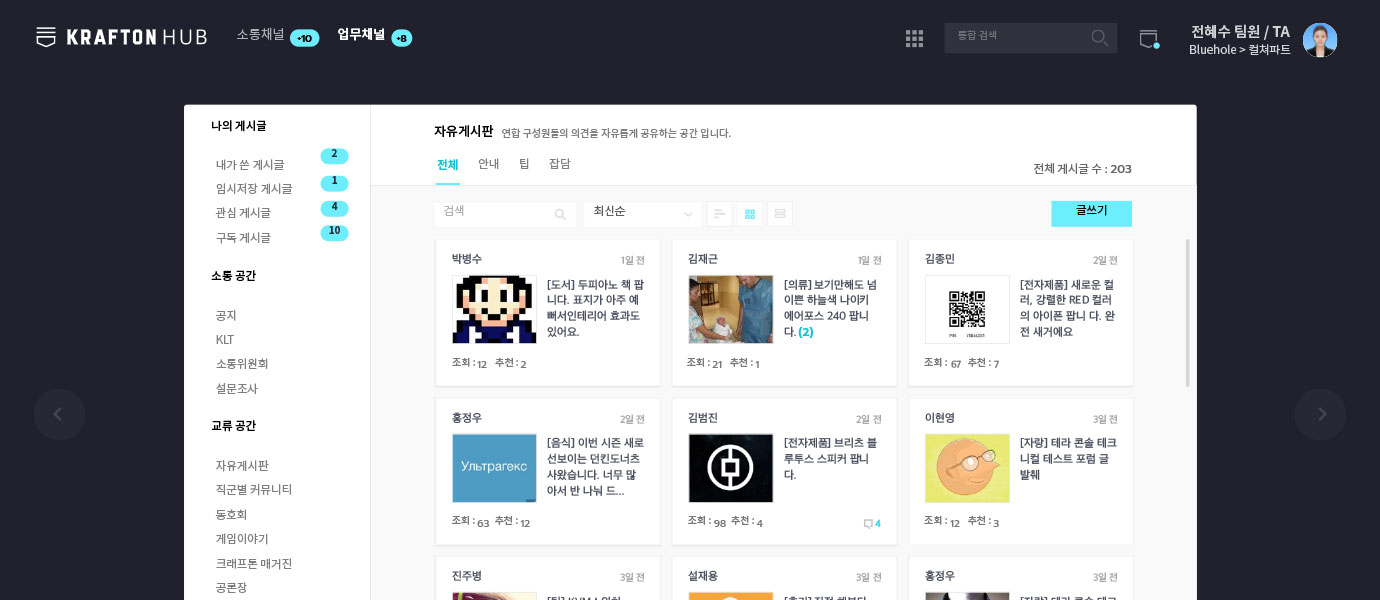 KRAFTON HUB
소통채널 +10 업무채널 +8
통합 검색
전혜수 팀원 / TA
Bluehole > 컬쳐파트
나의 게시글
내가 쓴 게시글 2
임시저장 게시글 1
관심 게시글 4
구독 게시글 10
소통 공간
공지
KLT
소통위원회
설문조사
교류 공간
자유게시판
직군별 커뮤니티
동호회
게임이야기
크래프톤 매거진
공론장
자유게시판 연합 구성원들의 의견을 자유롭게 공유하는 공간 입니다.
전체 안내 팁 잡담
전체 게시글 수 : 203
검색 최신순 글쓰기
박병수 1일 전
[도서] 두피아노 책 팝
니다. 표지가 아주 예
뻐서인테리어 효과도
있어요.
조회 : 12 추천 : 2
김재근 1일 전
[의류] 보기만해도 넘
이쁜 하늘색 나이키
에어포스 240 팝니
다. (2)
조회 : 21 추천 : 1
김종민 2일 전
[전자제품] 새로운 컬
러, 강렬한 RED 컬러
의 아이폰 팝니 다. 완
전 새거에요
조회 : 67 추천 : 7
홍정우 2일 전
Ультрагекс
[음식] 이번 시즌 새로
선보이는 던킨도너츠
사왔습니다. 너무 많
아서 반 나눠 드...
조회 : 63 추천 : 12
김범진 2일 전
[전자제품] 브리츠 블
루투스 스피커 팝니
다.
조회 : 98 추천 : 4
4
이현영 3일 전
[자랑] 테라 콘솔 테크
니컬 테스트 포럼 글
발췌
조회 : 12 추천 : 3
진주병 3일 전
설재용 3일 전
홍정우 3일 전